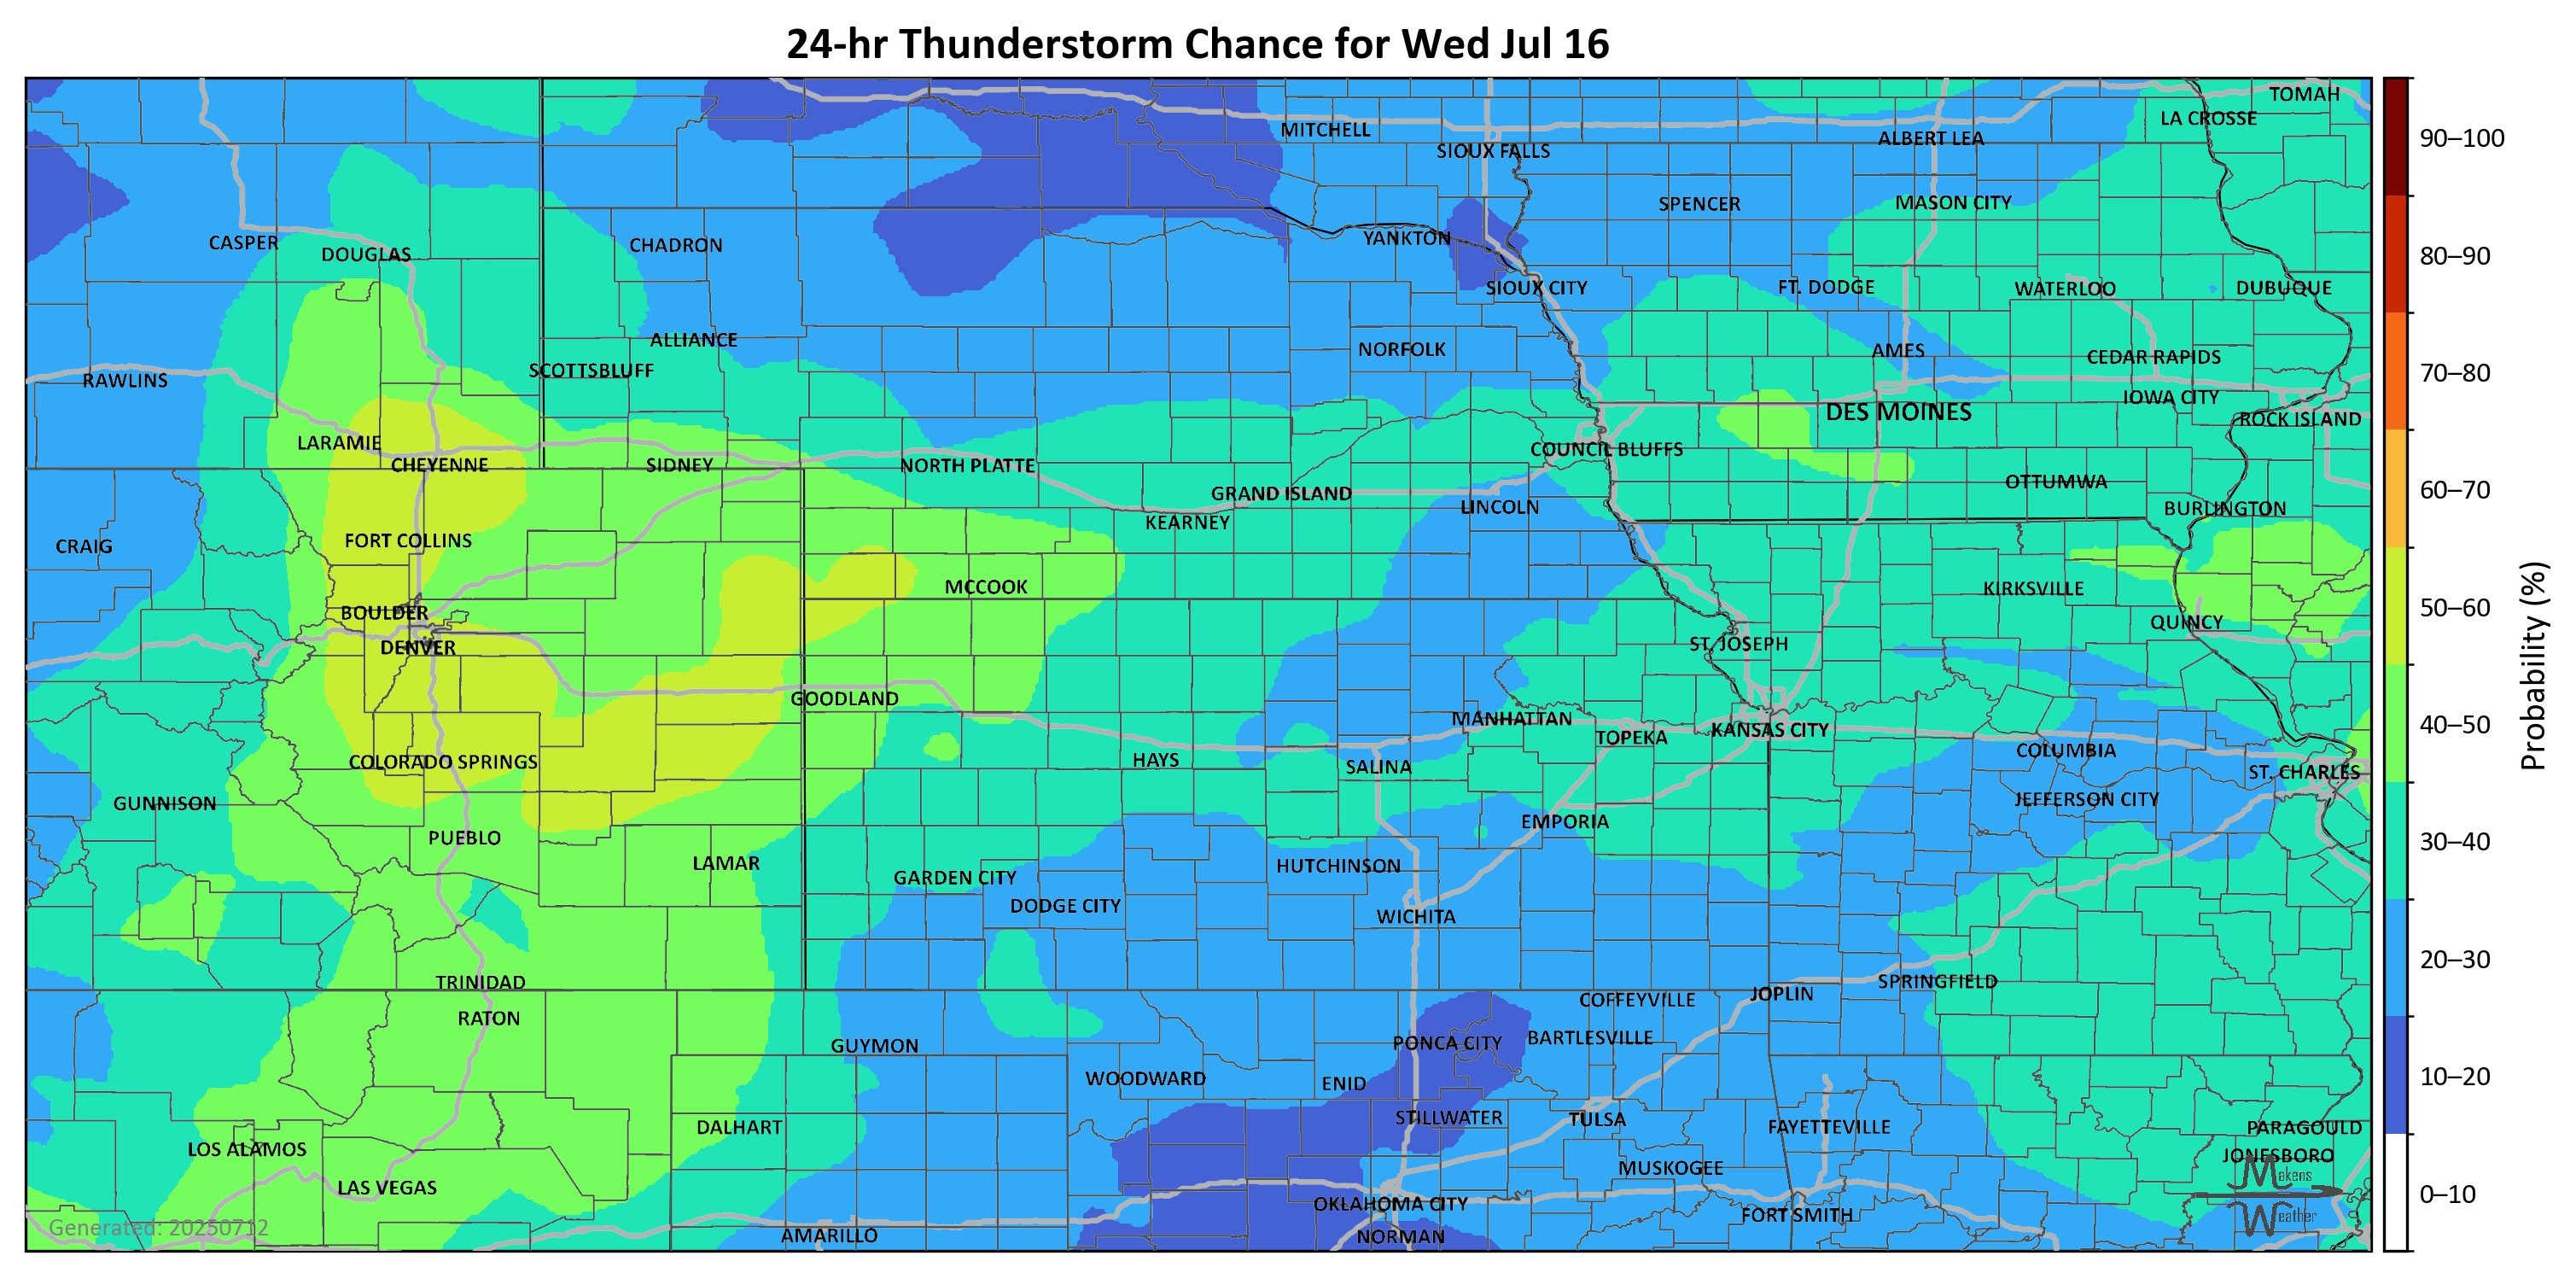 24-hr Thunderstorm Chance for Wed Jul 16
TOMAH
LA CROSSE
MITCHELL
ALBERT LEA
SIOUX FALLS
SPENCER
MASON CITY
CASPER
DOUGLAS
CHADRON
YANKTON
SIOUX CITY
FT. DODGE
WATERLOO
DUBUQUE
ALLIANCE
NORFOLK
AMES
CEDAR RAPIDS
RAWLINS
SCOTTSBLUFF
IOWA CITY
DES MOINES
ROCK ISLAND
LARAMIE
COUNCIL BLUFFS
CHEYENNE
SIDNEY
NORTH PLATTE
OTTUMWA
GRAND ISLAND
LINCOLN
BURLINGTON
KEARNEY
FORT COLLINS
CRAIG
MCCOOK
KIRKSVILLE
BOULDER
QUINCY
DENVER
ST. JOSEPH
GOODLAND
MANHATTAN
TOPEKA
KANSAS CITY
COLUMBIA
COLORADO SPRINGS
HAYS
SALINA
ST. CHARLES
GUNNISON
JEFFERSON CITY
EMPORIA
PUEBLO
LAMAR
HUTCHINSON
GARDEN CITY
DODGE CITY
WICHITA
TRINIDAD
SPRINGFIELD
JOPLIN
COFFEYVILLE
RATON
GUYMON
PONCA CITY
BARTLESVILLE
WOODWARD
ENID
STILLWATER
TULSA
DALHART
FAYETTEVILLE
PARAGOULD
LOS ALAMOS
JONESBORO
MUSKOGEE
LAS VEGAS
OKLAHOMA CITY
FORT SMITH
AMARILLO
NORMAN
Generated: 20250712
Makens
Weather
90–100
80–90
70–80
60–70
50–60
40–50
30–40
20–30
10–20
0–10
Probability (%)